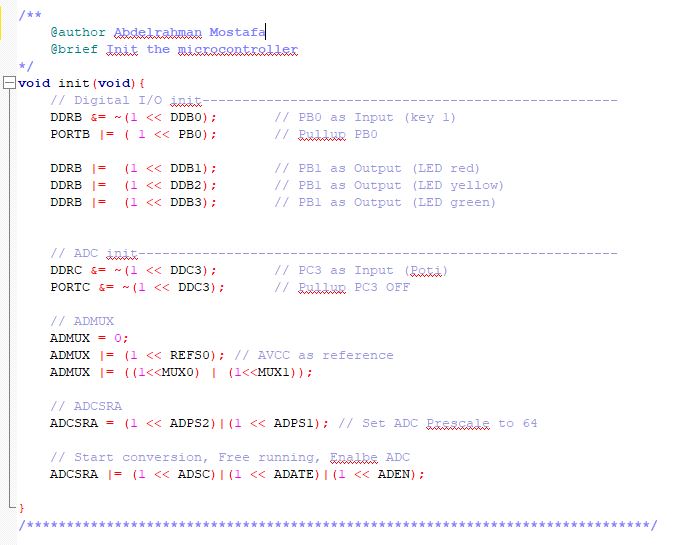 /**
@author Abdelrahman Mostafa
@brief Init the microcontroller
*/
void init(void){
// Digital I/O init----------------------------------------------------
DDRB &= ~(1 << DDB0); // PB0 as Input (key 1)
PORTB |= ( 1 << PB0); // Pullup PB0
DDRB |= (1 << DDB1); // PB1 as Output (LED red)
DDRB |= (1 << DDB2); // PB1 as Output (LED yellow)
DDRB |= (1 << DDB3); // PB1 as Output (LED green)
// ADC init------------------------------------------------------------
DDRC &= ~(1 << DDC3); // PC3 as Input (Poti)
PORTC &= ~(1 << DDC3); // Pullup PC3 OFF
// ADMUX
ADMUX = 0;
ADMUX |= (1 << REFS0); // AVCC as reference
ADMUX |= ((1<<MUX0) | (1<<MUX1));
// ADCSRA
ADCSRA = (1 << ADPS2)|(1 << ADPS1); // Set ADC Prescale to 64
// Start conversion, Free running, Enalbe ADC
ADCSRA |= (1 << ADSC)|(1 << ADATE)|(1 << ADEN);
}
/******************************************************************************/